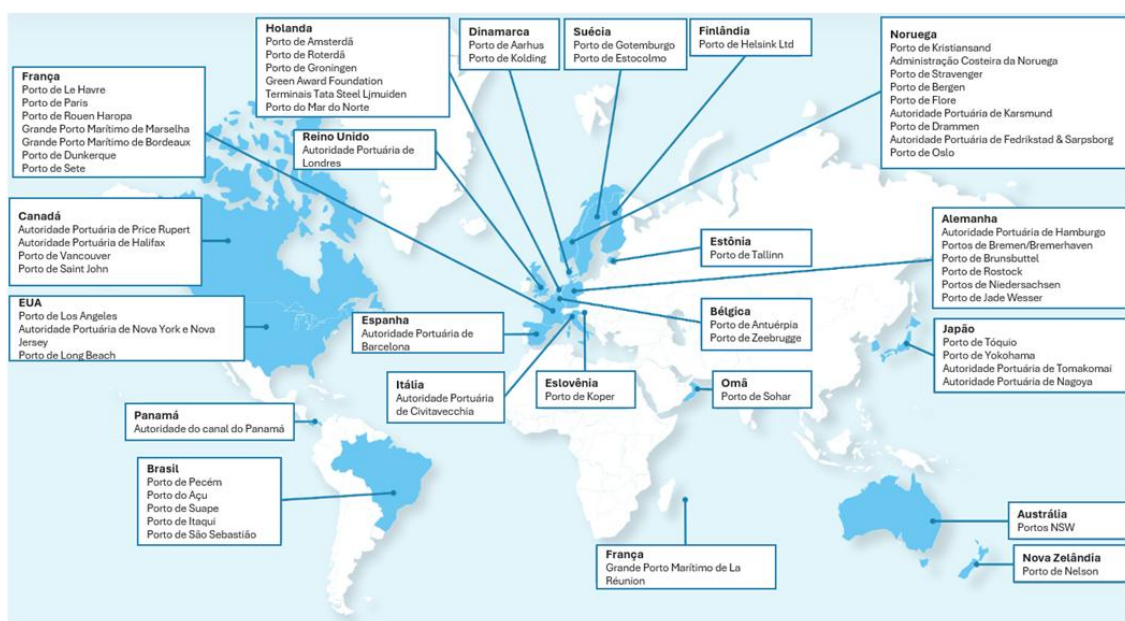 Holanda
Porto de Amsterdã
Porto de Roterdã
Porto de Groningen
Green Award Foundation
Terminais Tata Steel Ljmuiden
Porto do Mar do Norte
Dinamarca
Porto de Aarhus
Porto de Kolding
Suécia
Porto de Gotemburgo
Porto de Estocolmo
Finlândia
Porto de Helsink Ltd
Noruega
Porto de Kristiansand
Administração Costeira da Noruega
Porto de Stravenger
Porto de Bergen
Porto de Flore
Autoridade Portuária de Karsmund
Porto de Drammen
Autoridade Portuária de Fedrikstad & Sarpsborg
Porto de Oslo
França
Porto de Le Havre
Porto de Paris
Porto de Rouen Haropa
Grande Porto Marítimo de Marselha
Grande Porto Marítimo de Bordeaux
Porto de Dunkerque
Porto de Sete
Reino Unido
Autoridade Portuária de
Londres
Canadá
Autoridade Portuária de Price Rupert
Autoridade Portuária de Halifax
Porto de Vancouver
Porto de Saint John
Estônia
Porto de Tallinn
Alemanha
Autoridade Portuária de Hamburgo
Portos de Bremen/Bremerhaven
Porto de Brunsbuttel
Porto de Rostock
Portos de Niedersachsen
Porto de Jade Wesser
EUA
Porto de Los Angeles
Autoridade Portuária de Nova York e Nova
Jersey
Porto de Long Beach
Espanha
Autoridade Portuária de
Barcelona
Bélgica
Porto de Antuérpia
Porto de Zeebrugge
Japão
Porto de Tóquio
Porto de Yokohama
Autoridade Portuária de Tomakomai
Autoridade Portuária de Nagoya
Itália
Autoridade Portuária
de Civitavecchia
Eslovênia
Porto de Koper
Omã
Porto de Sohar
Panamá
Autoridade do canal do Panamá
Brasil
Porto de Pecém
Porto do Açu
Porto de Suape
Porto de Itaqui
Porto de São Sebastião
França
Grande Porto Marítimo de La
Réunion
Austrália
Portos NSW
Nova Zelândia
Porto de Nelson